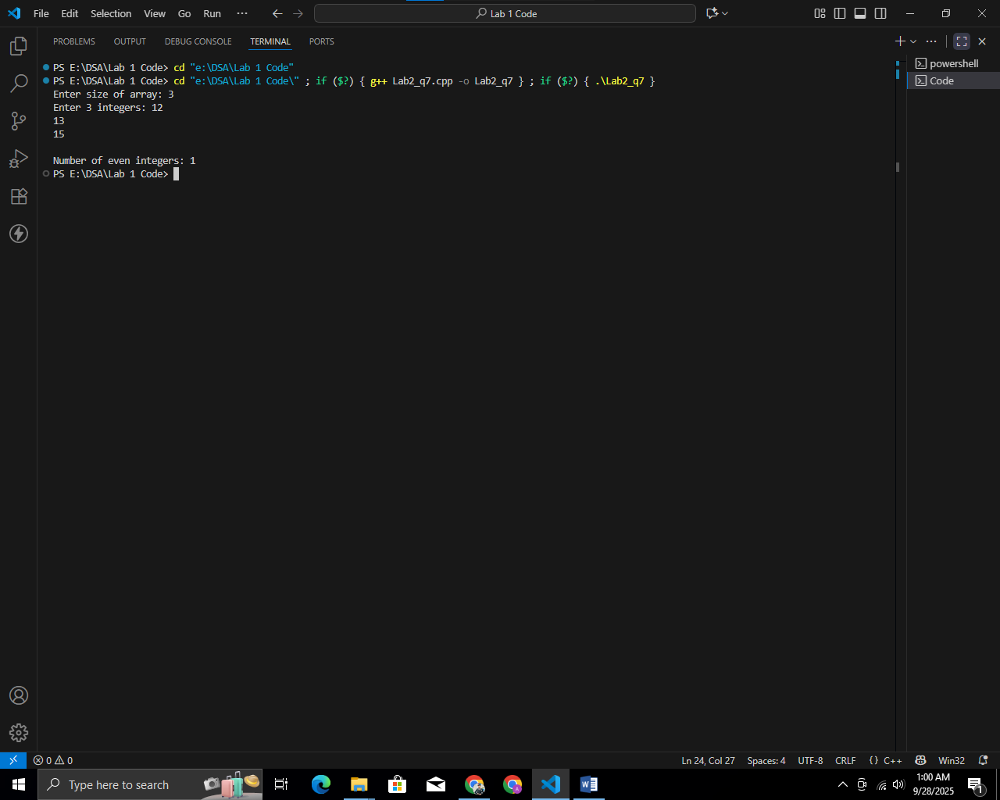 File Edit Selection View Go Run ···
Lab 1 Code
PROBLEMS OUTPUT DEBUG CONSOLE TERMINAL PORTS
PS E:\DSA\Lab 1 Code> cd "e:\DSA\Lab 1 Code"
PS E:\DSA\Lab 1 Code> cd "e:\DSA\Lab 1 Code\" ; if ($?) { g++ Lab2_q7.cpp -o Lab2_q7 } ; if ($?) { .\Lab2_q7 }
Enter size of array: 3
Enter 3 integers: 12
13
15
Number of even integers: 1
PS E:\DSA\Lab 1 Code>
powershell
Code
0 0
Ln 24, Col 27 Spaces: 4 UTF-8 CRLF {} C++ Win32
Type here to search
1:00 AM
9/28/2025
1